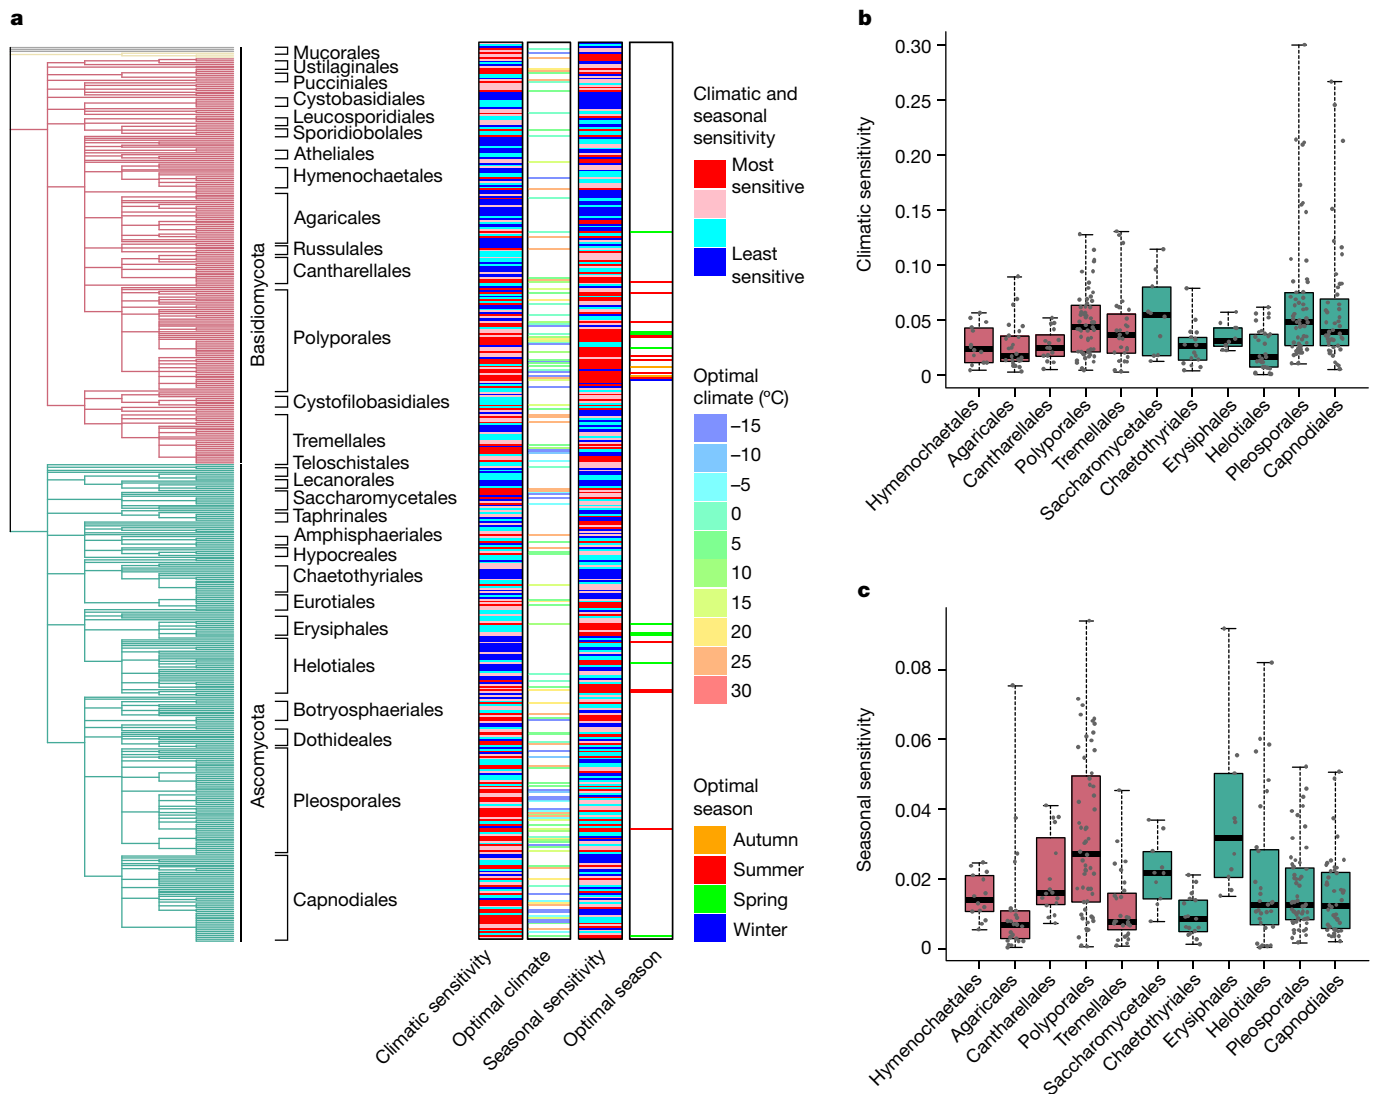 a
Mucorales
Ustilaginales
Pucciniales
Cystobasidiales
Leucosporidiales
Sporidiobolales
Atheliales
Hymenochaetales
Agaricales
Russulales
Cantharellales
Polyporales
Cystofilobasidiales
Tremellales
Teloschistales
Lecanorales
Saccharomycetales
Taphrinales
Amphisphaeriales
Hypocreales
Chaetothyriales
Eurotiales
Erysiphales
Helotiales
Botryosphaeriales
Dothideales
Pleosporales
Capnodiales
Basidiomycota
Ascomycota
Climatic sensitivity
Optimal climate
Seasonal sensitivity
Optimal season
Climatic and
seasonal
sensitivity
Most
sensitive
Least
sensitive
Optimal
climate (ºC)
–15
–10
–5
0
5
10
15
20
25
30
Optimal
season
Autumn
Summer
Spring
Winter
b
Climatic sensitivity
0.30
0.25
0.20
0.15
0.10
0.05
0
Hymenochaetales
Agaricales
Cantharellales
Polyporales
Tremellales
Saccharomycetales
Chaetothyriales
Erysiphales
Helotiales
Pleosporales
Capnodiales
c
Seasonal sensitivity
0.08
0.06
0.04
0.02
0
Hymenochaetales
Agaricales
Cantharellales
Polyporales
Tremellales
Saccharomycetales
Chaetothyriales
Erysiphales
Helotiales
Pleosporales
Capnodiales